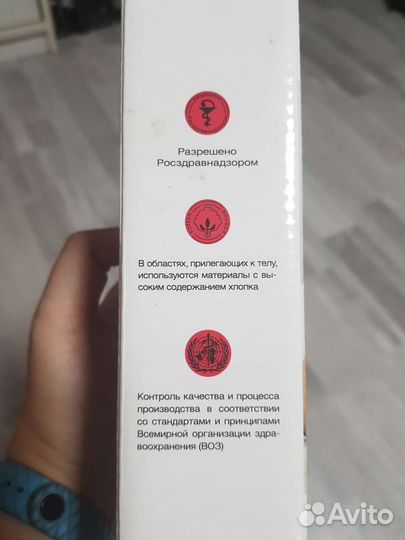 Разрешено
Росздравнадзором
В областях, прилегающих к телу,
используются материалы с вы-
соким содержанием хлопка
Контроль качества и процесса
производства в соответствии
со стандартами и принципами
Всемирной организации здра-
воохранения (ВОЗ)
Avito